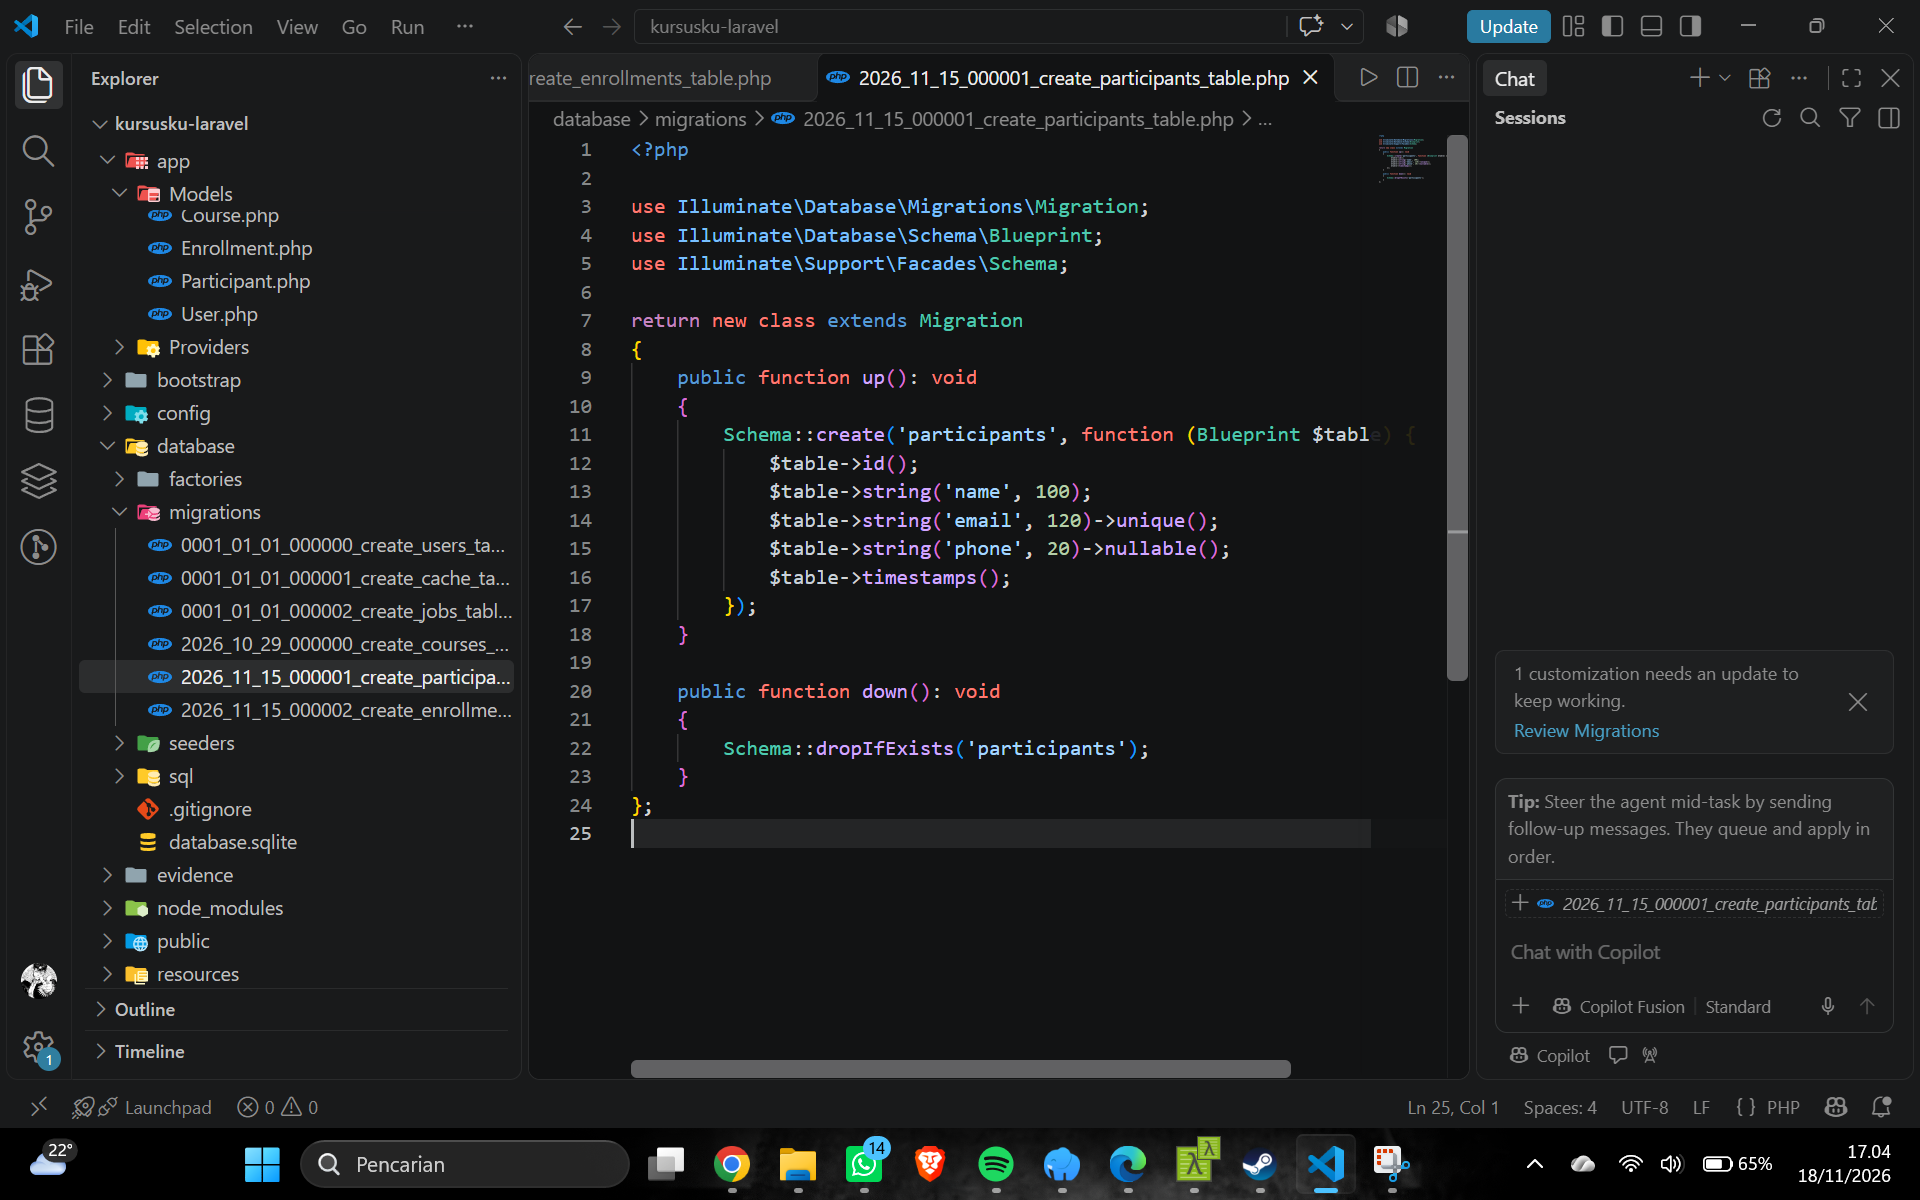 File Edit Selection View Go Run ···
kursusku-laravel
Update
Explorer
kursusku-laravel
app
Models
Course.php
Enrollment.php
Participant.php
User.php
Providers
bootstrap
config
database
factories
migrations
0001_01_01_000000_create_users_ta...
0001_01_01_000001_create_cache_ta...
0001_01_01_000002_create_jobs_tabl...
2026_10_29_000000_create_courses_...
2026_11_15_000001_create_participa...
2026_11_15_000002_create_enrollme...
seeders
sql
.gitignore
database.sqlite
evidence
node_modules
public
resources
Outline
Timeline
1
reate_enrollments_table.php
php 2026_11_15_000001_create_participants_table.php
database > migrations > php 2026_11_15_000001_create_participants_table.php > ...
1 <?php
2
3 use Illuminate\Database\Migrations\Migration;
4 use Illuminate\Database\Schema\Blueprint;
5 use Illuminate\Support\Facades\Schema;
6
7 return new class extends Migration
8 {
9 public function up(): void
10 {
11 Schema::create('participants', function (Blueprint $table) {
12 $table->id();
13 $table->string('name', 100);
14 $table->string('email', 120)->unique();
15 $table->string('phone', 20)->nullable();
16 $table->timestamps();
17 });
18 }
19
20 public function down(): void
21 {
22 Schema::dropIfExists('participants');
23 }
24 };
25
Chat
Sessions
1 customization needs an update to
keep working.
Review Migrations
Tip: Steer the agent mid-task by sending
follow-up messages. They queue and apply in
order.
2026_11_15_000001_create_participants_tab
Chat with Copilot
Copilot Fusion Standard
Copilot
Launchpad 0 0
Ln 25, Col 1 Spaces: 4 UTF-8 LF { } PHP
22°
Pencarian
14
65%
17.04
18/11/2026